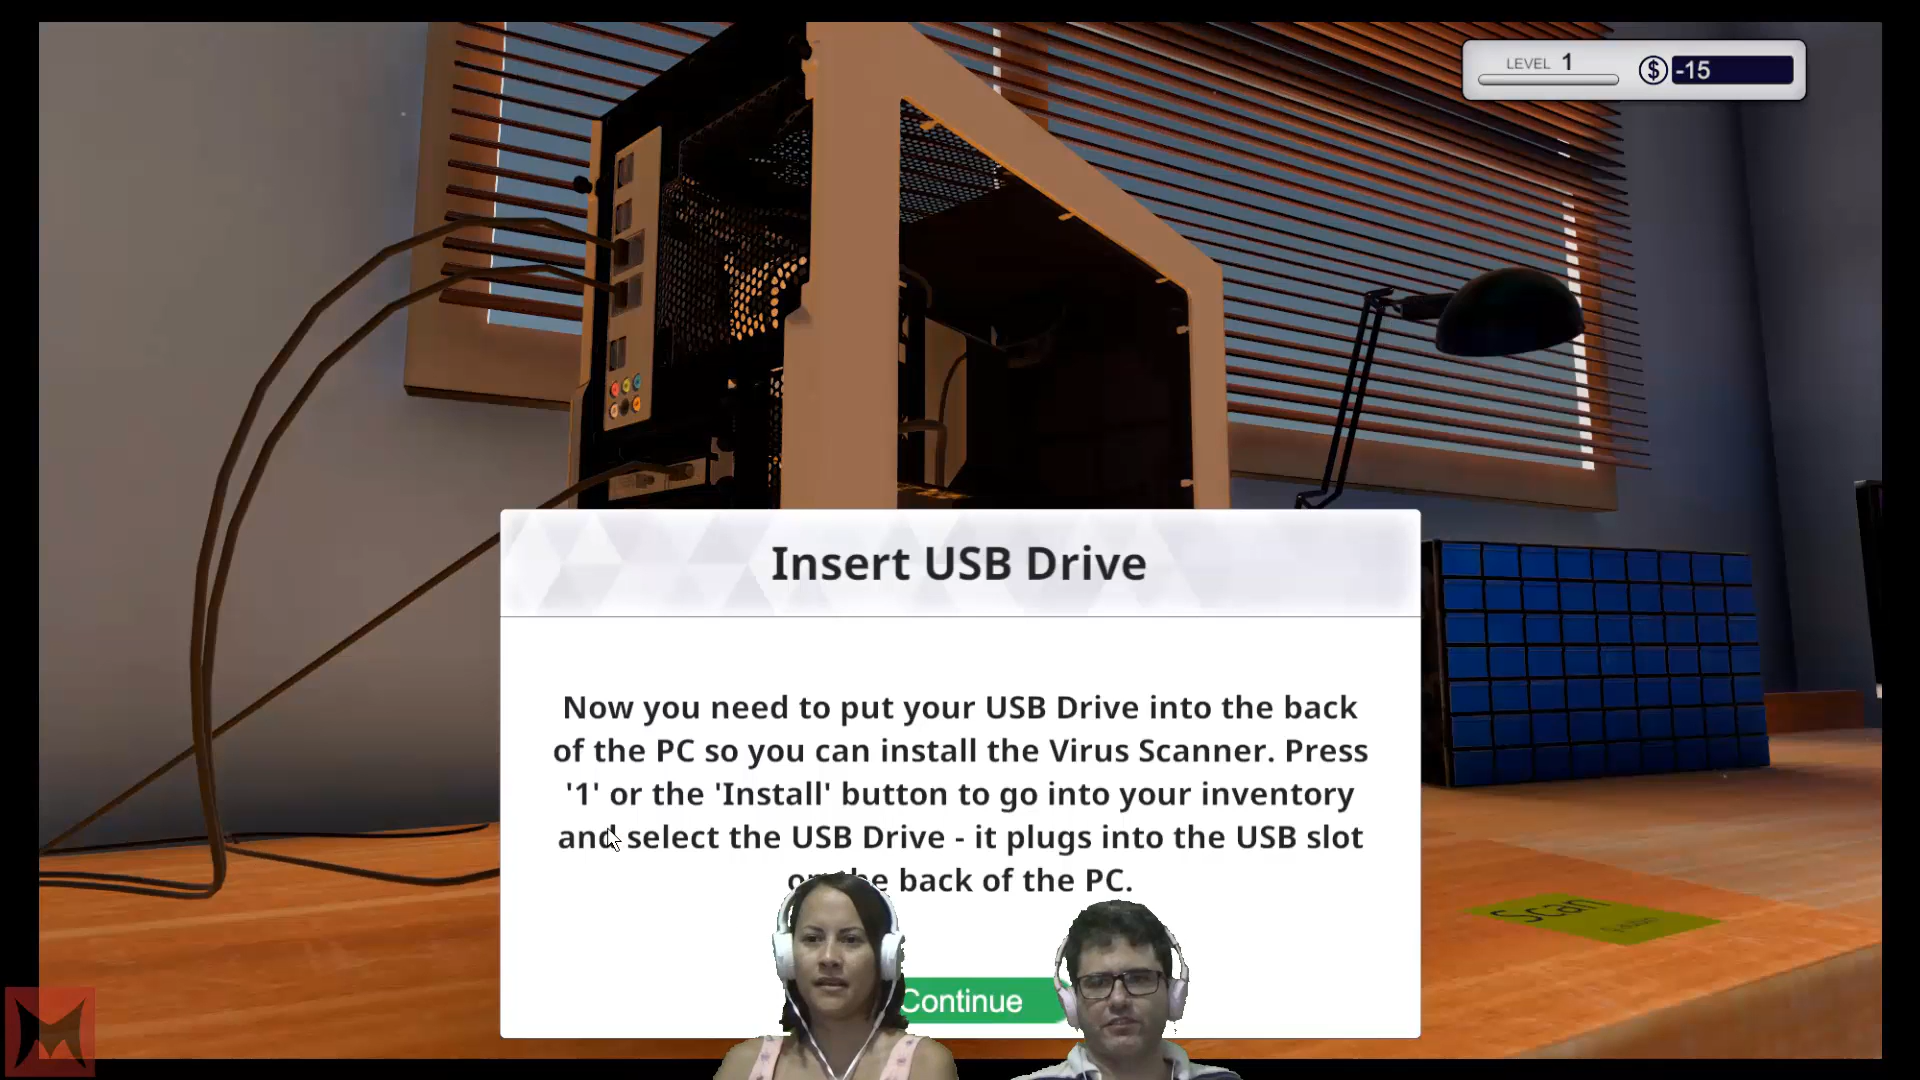 LEVEL 1
$ -15
Insert USB Drive
Now you need to put your USB Drive into the back
of the PC so you can install the Virus Scanner. Press
'1' or the 'Install' button to go into your inventory
and select the USB Drive - it plugs into the USB slot
back of the PC.
Continue
Scan